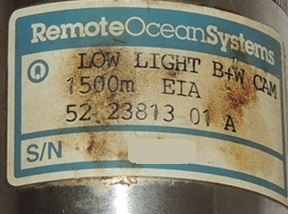 RemoteOceanSystems
LOW LIGHT B+W CAM
1500m EIA
52-23813 01 A
S/N